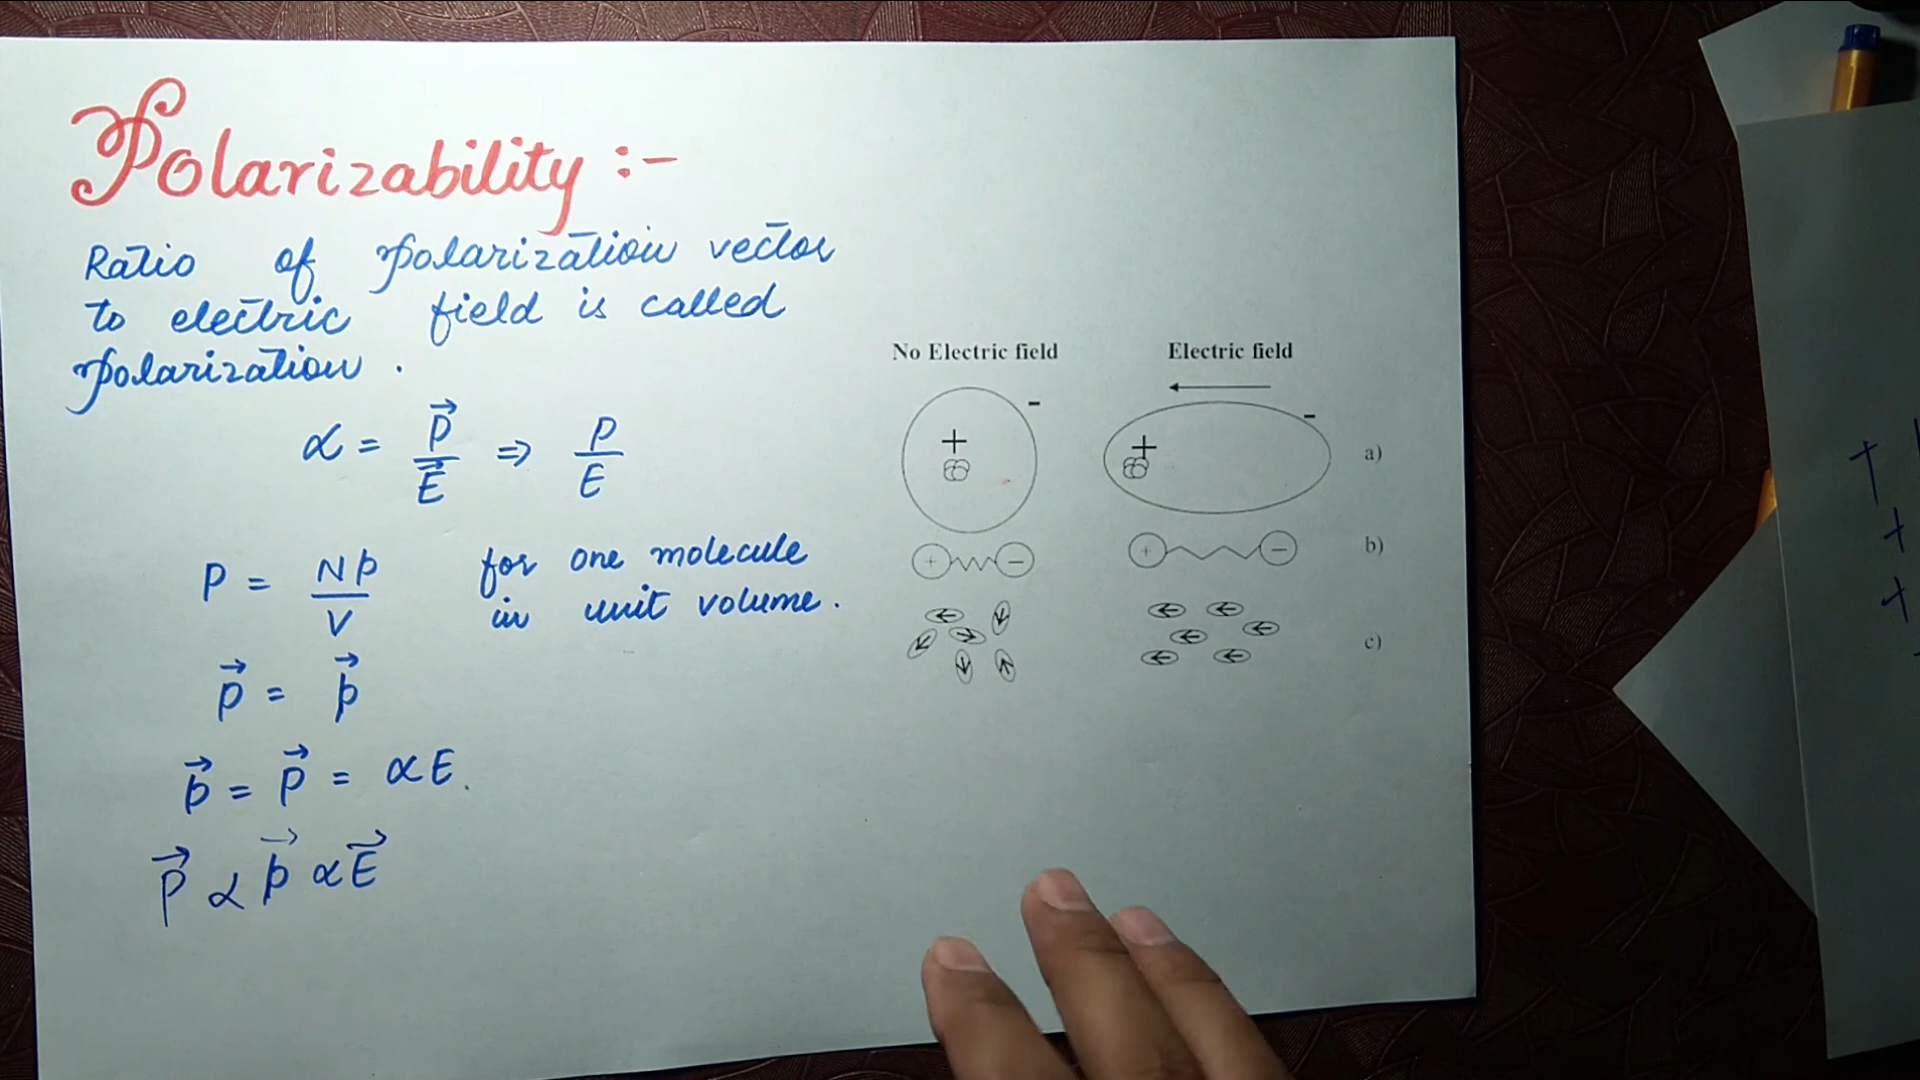 Polarizability :-
Ratio of polarization vector
to electric field is called
polarization.
α = P⃗/E⃗ ⇒ P/E
P = Np/V for one molecule
in unit volume.
P⃗ = p⃗
p⃗ = P⃗ = αE.
P⃗ α p⃗ α E⃗
No Electric field Electric field
+ - + - a)
+ − + − b)
c)
+
+
+